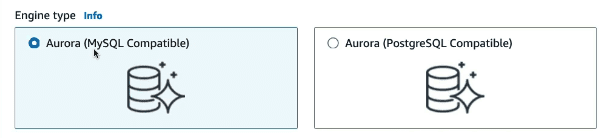 Engine type Info
Aurora (MySQL Compatible)
Aurora (PostgreSQL Compatible)